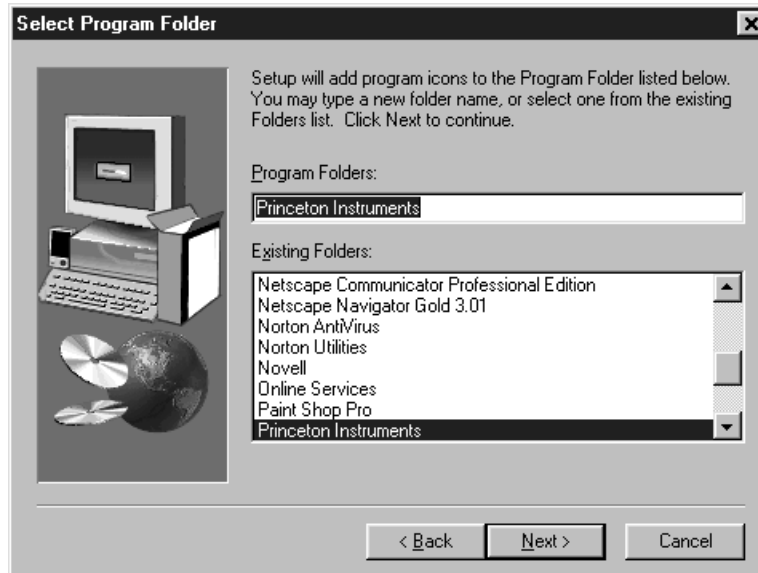 Select Program Folder
Setup will add program icons to the Program Folder listed below.
You may type a new folder name, or select one from the existing
Folders list.  Click Next to continue.
Program Folders:
Princeton Instruments
Existing Folders:
Netscape Communicator Professional Edition
Netscape Navigator Gold 3.01
Norton AntiVirus
Norton Utilities
Novell
Online Services
Paint Shop Pro
Princeton Instruments
< Back
Next >
Cancel